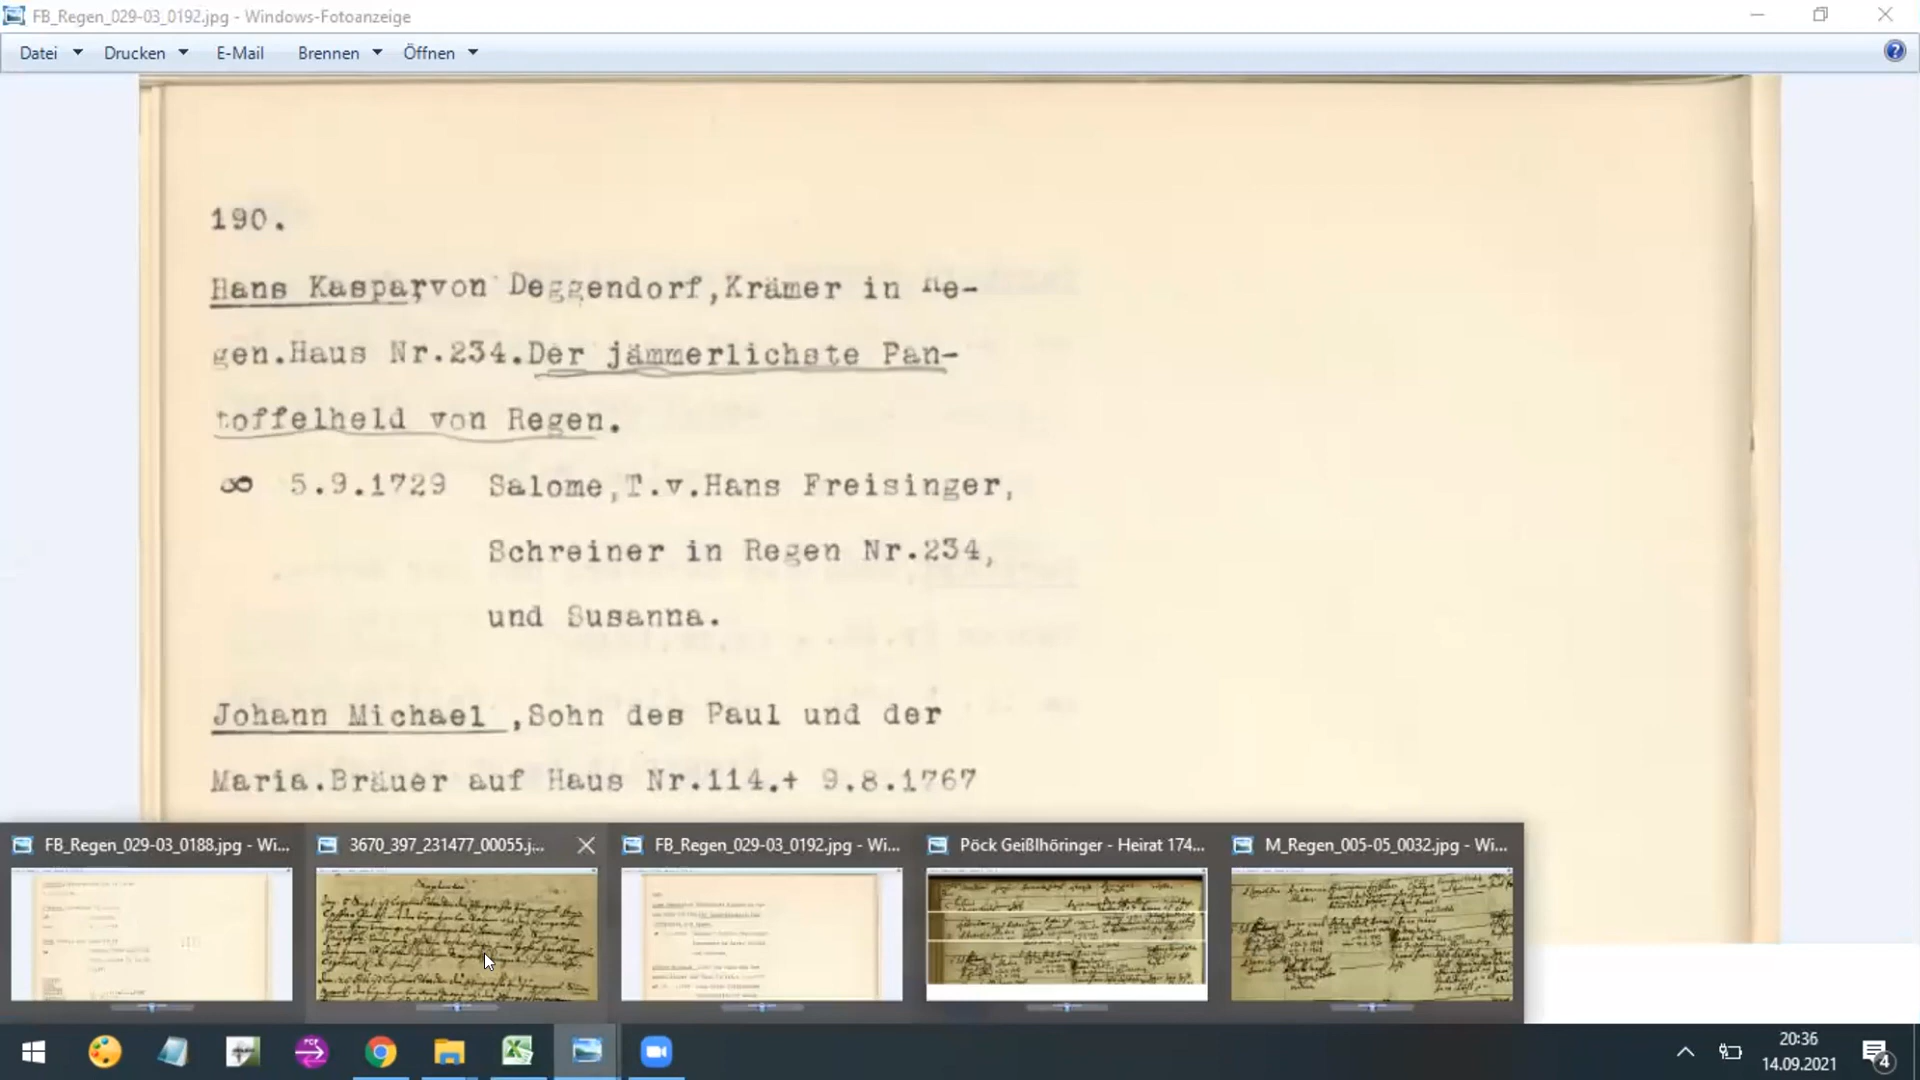 FB_Regen_029-03_0192.jpg - Windows-Fotoanzeige
Datei Drucken E-Mail Brennen Öffnen
190.
Hans Kaspar,von Deggendorf,Krämer in Re-
gen.Haus Nr.234.Der jämmerlichste Pan-
toffelheld von Regen.
∞ 5.9.1729 Salome,T.v.Hans Freisinger,
Schreiner in Regen Nr.234,
und Susanna.
Johann Michael ,Sohn des Paul und der
Maria.Bräuer auf Haus Nr.114.+ 9.8.1767
FB_Regen_029-03_0188.jpg - Wi... 3670_397_231477_00055.j... FB_Regen_029-03_0192.jpg - Wi... Pöck Geißlhöringer - Heirat 174... M_Regen_005-05_0032.jpg - Wi...
20:36
14.09.2021
4